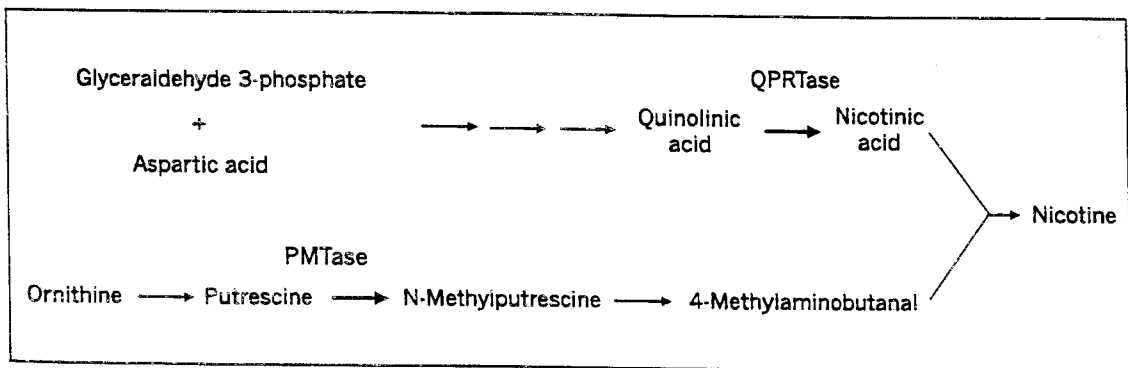 Glyceraldehyde 3-phosphate
+
Aspartic acid
QPRTase
Quinolinic
acid
Nicotinic
acid
Nicotine
PMTase
Ornithine
Putrescine
N-Methylputrescine
4-Methylaminobutanal